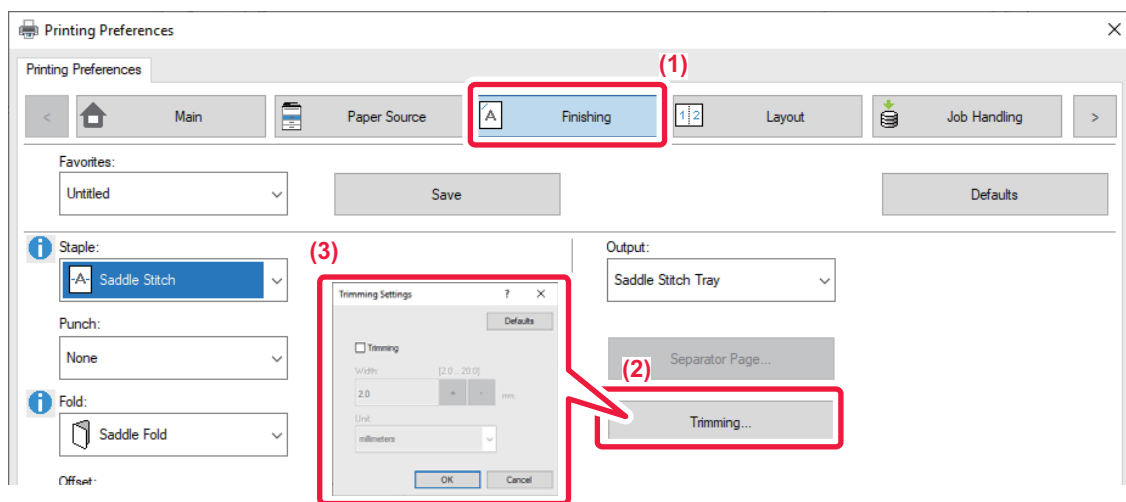 Printing Preferences
Printing Preferences
(1)
< Main Paper Source A Finishing 1 2 Layout Job Handling >
Favorites:
Untitled Save Defaults
Staple:
-A- Saddle Stitch
Punch:
None
Fold:
Saddle Fold
Offset:
(3)
Trimming Settings ? ×
Defaults
Trimming
Width: [2.0 .. 20.0]
2.0 + - mm
Unit:
millimeters
OK Cancel
Output:
Saddle Stitch Tray
Separator Page...
(2)
Trimming...